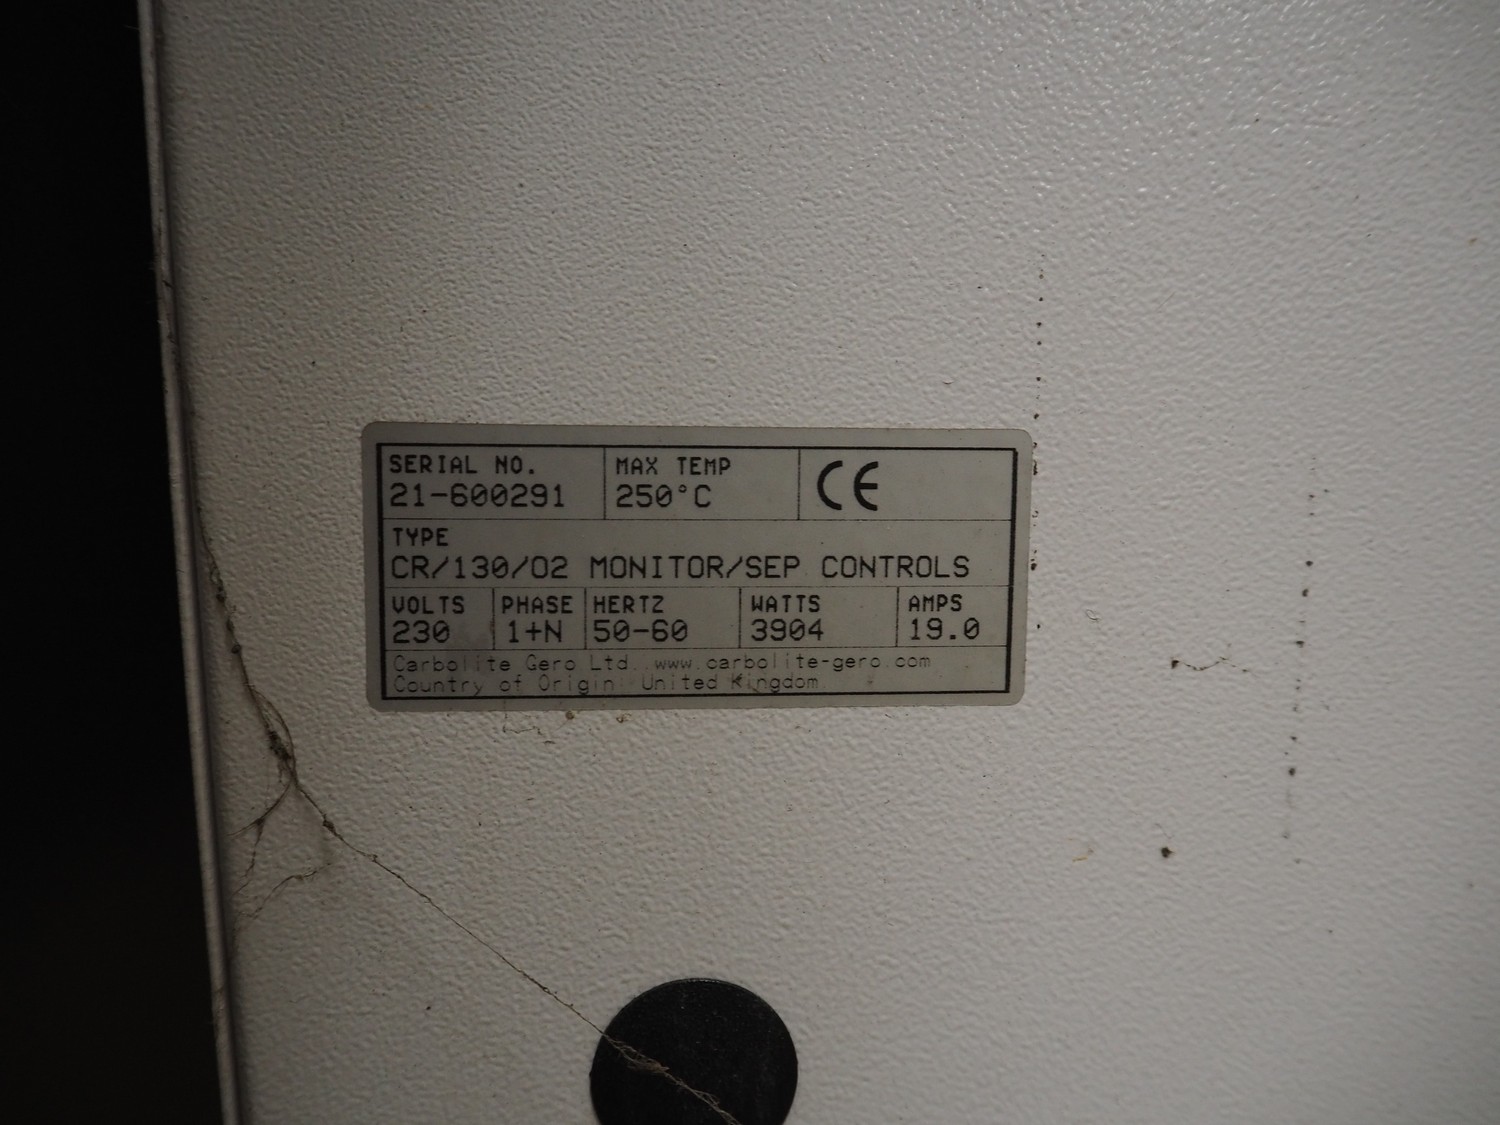 SERIAL NO. MAX TEMP CE
21-600291 250°C
TYPE
CR/130/O2 MONITOR/SEP CONTROLS
VOLTS PHASE HERTZ WATTS AMPS
230 1+N 50-60 3904 19.0
Carbolite Gero Ltd. www.carbolite-gero.com
Country of Origin: United Kingdom